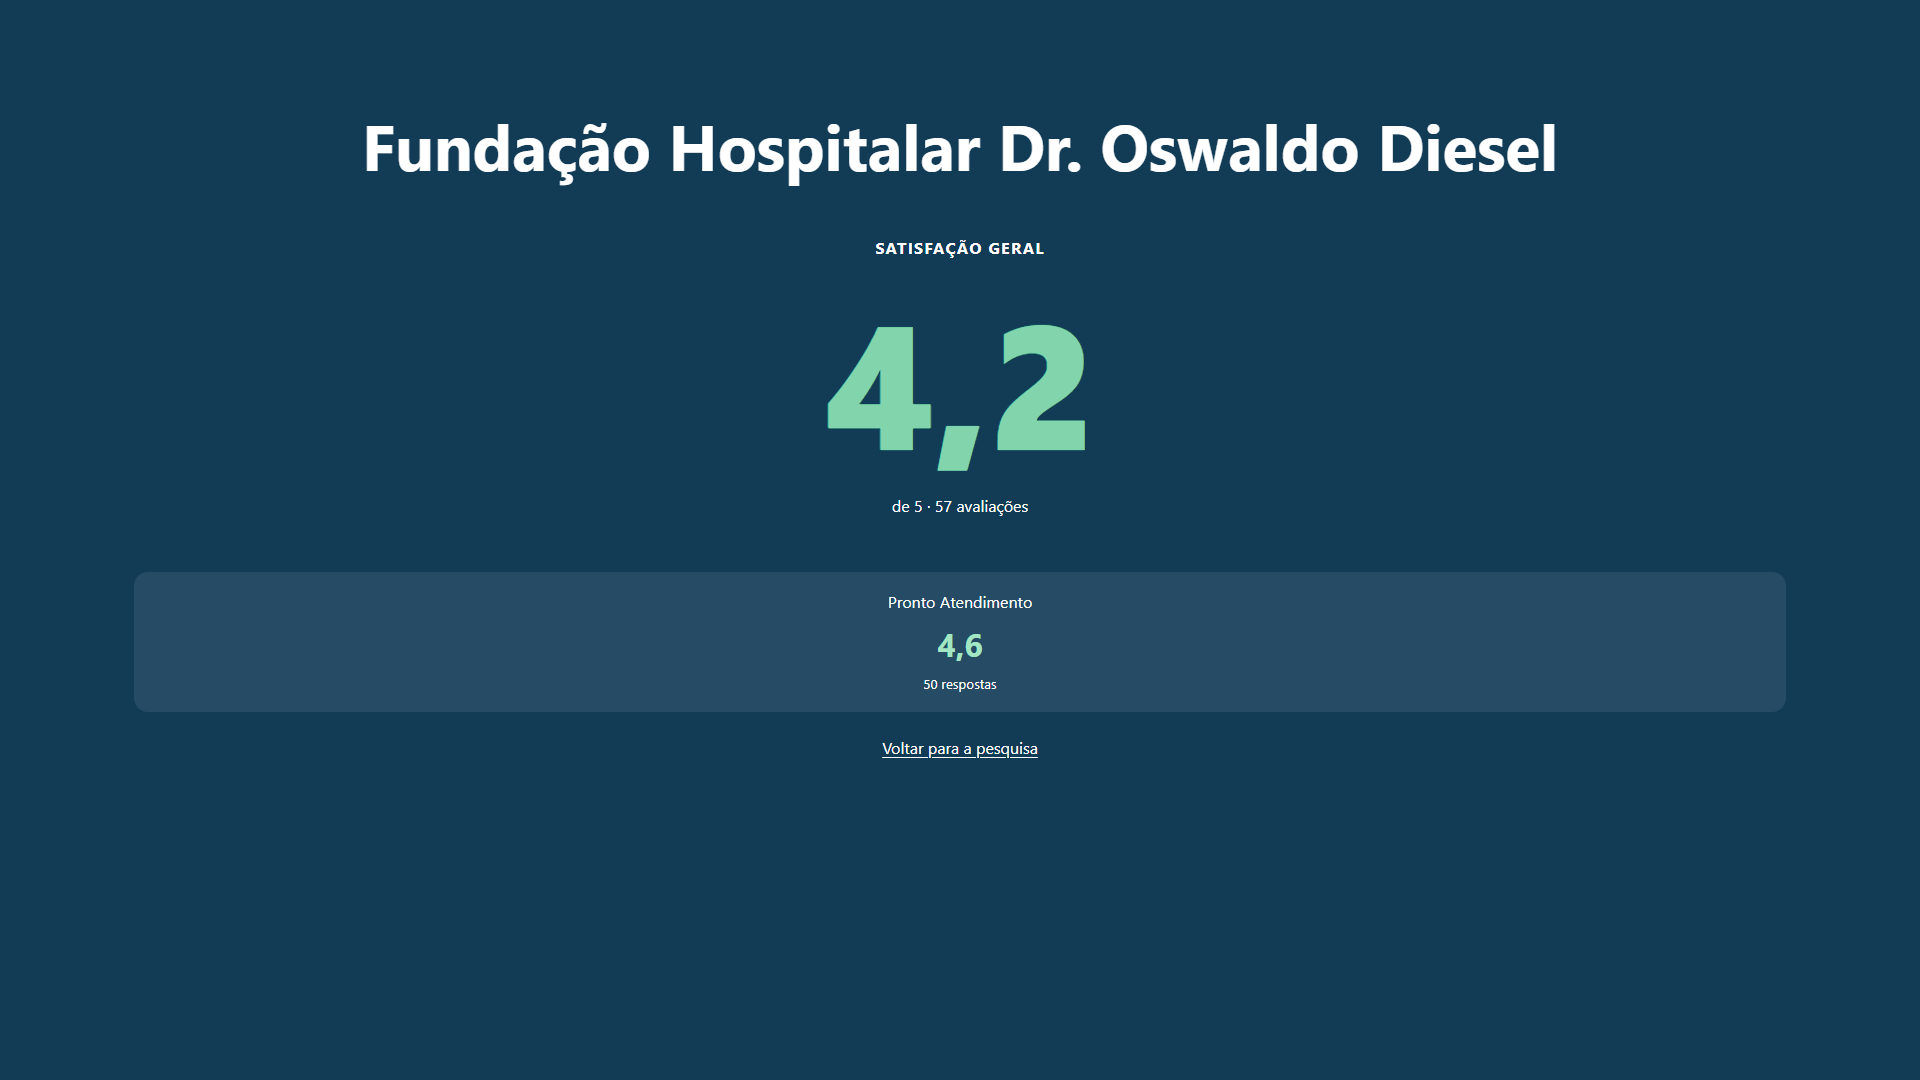 Fundação Hospitalar Dr. Oswaldo Diesel
SATISFAÇÃO GERAL
4,2
de 5 · 57 avaliações
Pronto Atendimento
4,6
50 respostas
Voltar para a pesquisa